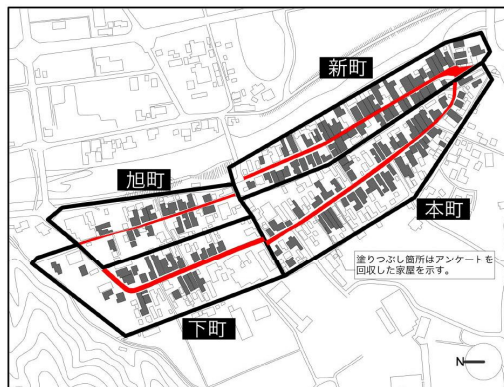 新町
旭町
本町
塗りつぶし箇所はアンケートを
回収した家屋を示す。
下町
N